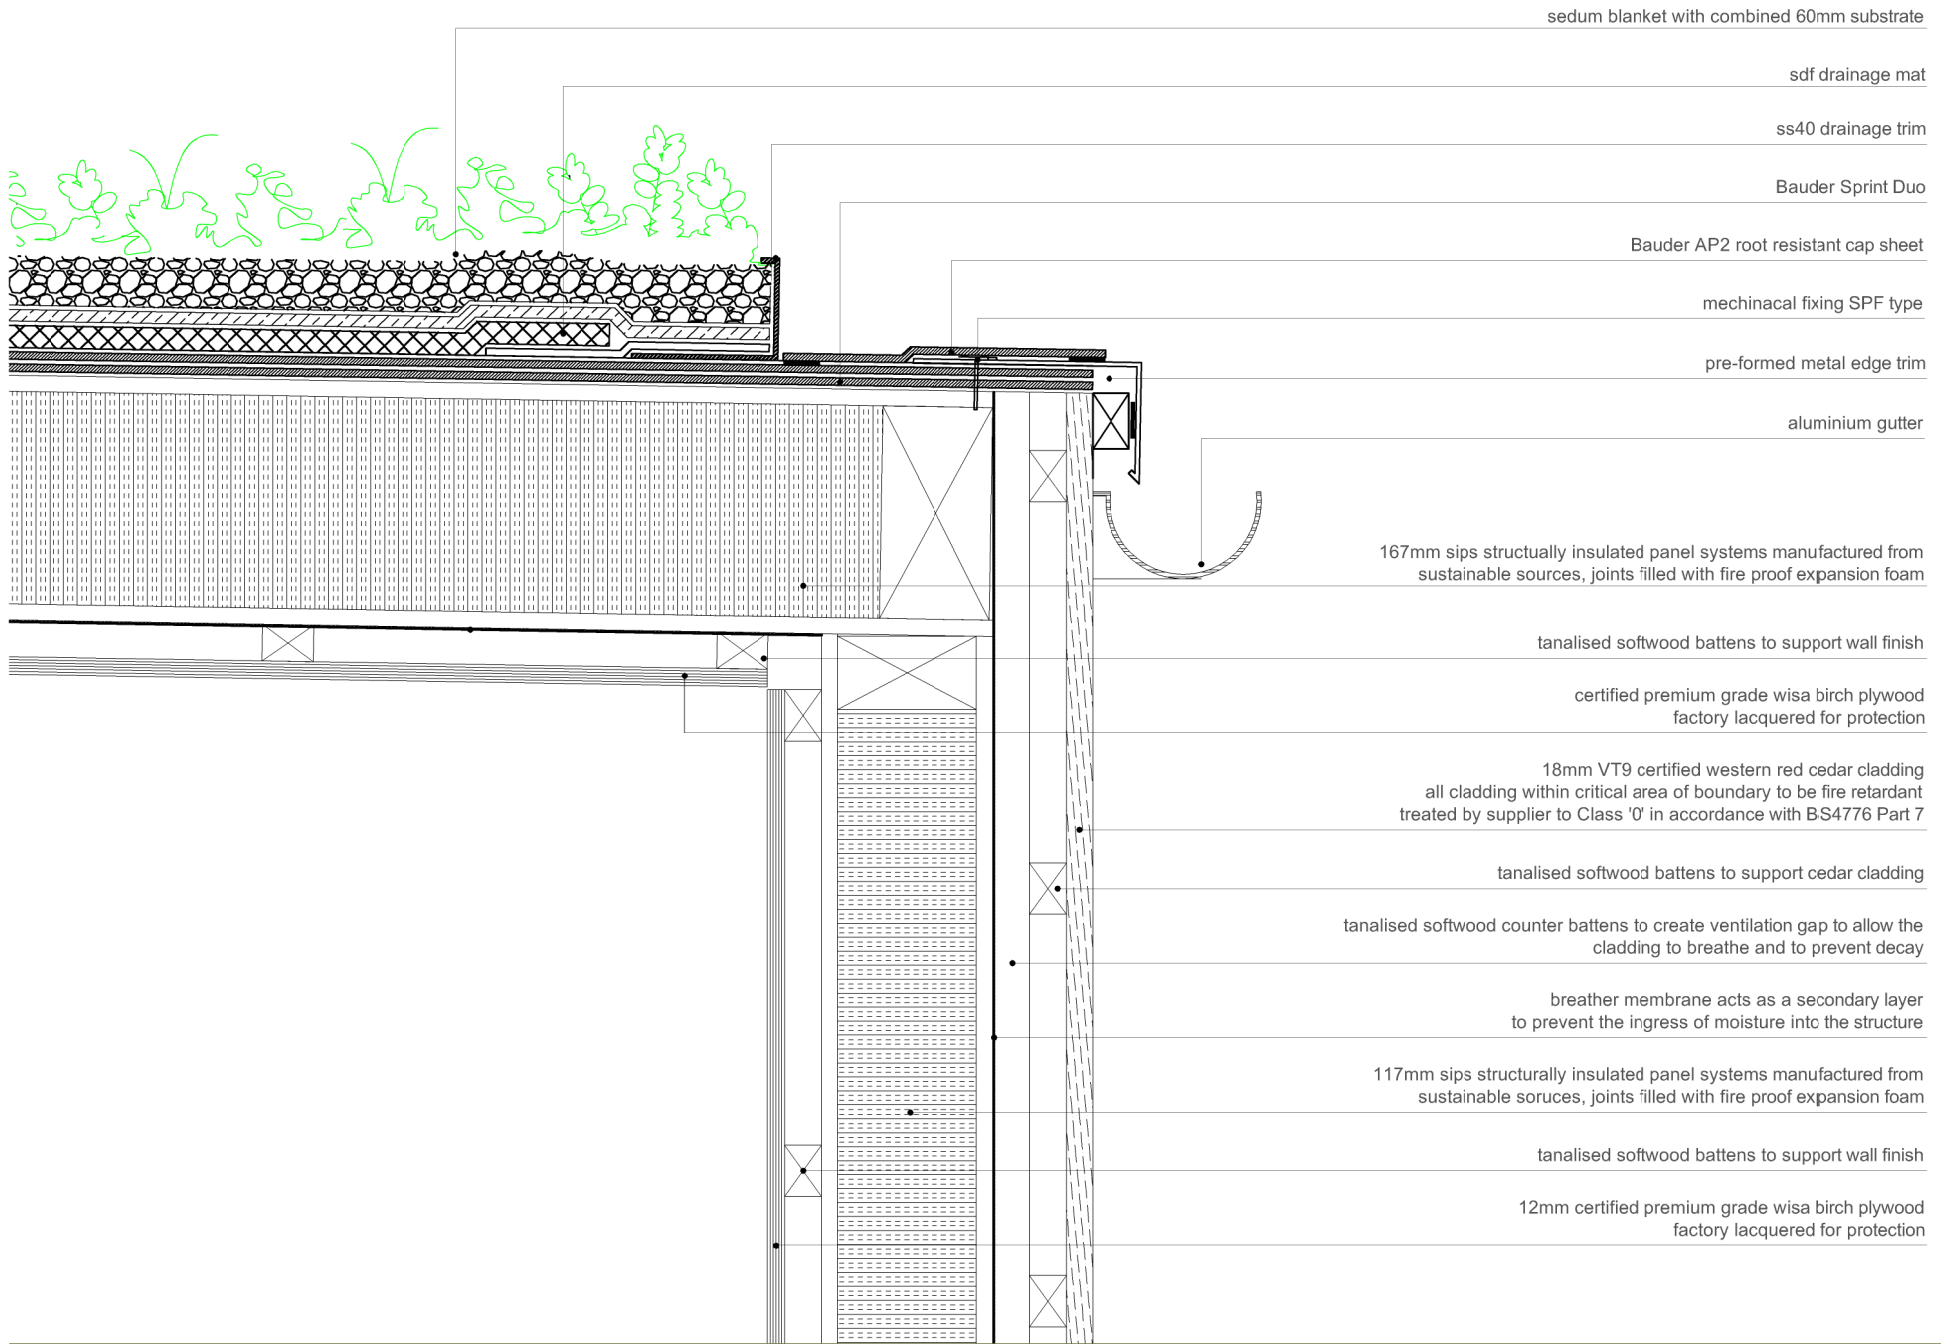 sedum blanket with combined 60mm substrate
sdf drainage mat
ss40 drainage trim
Bauder Sprint Duo
Bauder AP2 root resistant cap sheet
mechinacal fixing SPF type
pre-formed metal edge trim
aluminium gutter
167mm sips structually insulated panel systems manufactured from
sustainable sources, joints filled with fire proof expansion foam
tanalised softwood battens to support wall finish
certified premium grade wisa birch plywood
factory lacquered for protection
18mm VT9 certified western red cedar cladding
all cladding within critical area of boundary to be fire retardant
treated by supplier to Class '0' in accordance with BS4776 Part 7
tanalised softwood battens to support cedar cladding
tanalised softwood counter battens to create ventilation gap to allow the
cladding to breathe and to prevent decay
breather membrane acts as a secondary layer
to prevent the ingress of moisture into the structure
117mm sips structurally insulated panel systems manufactured from
sustainable soruces, joints filled with fire proof expansion foam
tanalised softwood battens to support wall finish
12mm certified premium grade wisa birch plywood
factory lacquered for protection